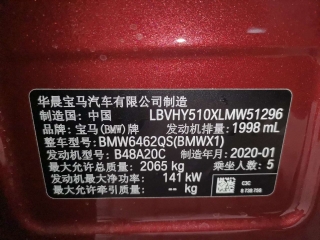 华晨宝马汽车有限公司制造
制造国：中国 LBVHY510XLMW51296
品牌：宝马(BMW)牌 发动机排量：1998 mL
整车型号：BMW6462QS(BMWX1)
发动机型号：B48A20C 制造年月：2020-01
最大允许总质量：2065 kg 乘坐人数：5
发动机最大净功率：141 kW
最大允许牵引质量：-- kg
C3C